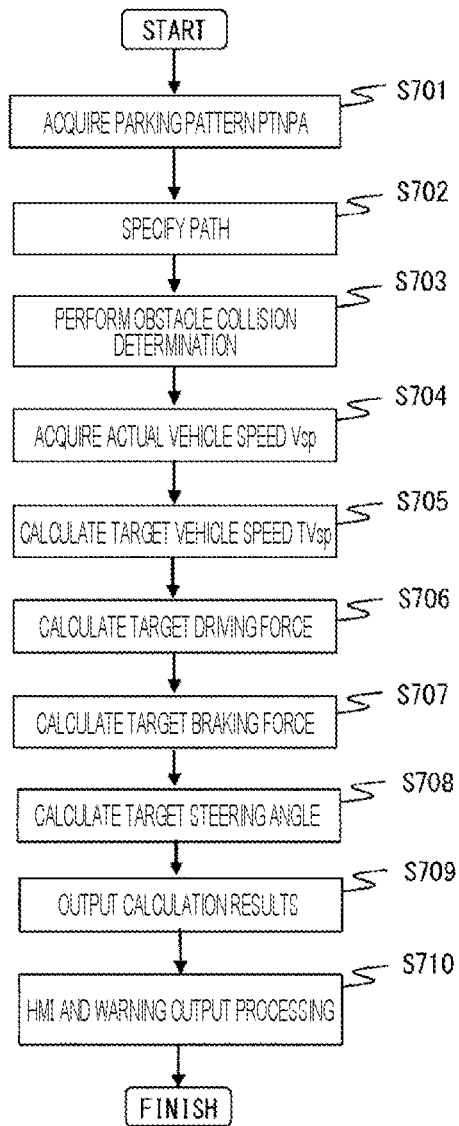 START
S701
ACQUIRE PARKING PATTERN PTNPA
S702
SPECIFY PATH
S703
PERFORM OBSTACLE COLLISION
DETERMINATION
S704
ACQUIRE ACTUAL VEHICLE SPEED Vsp
S705
CALCULATE TARGET VEHICLE SPEED TVsp
S706
CALCULATE TARGET DRIVING FORCE
S707
CALCULATE TARGET BRAKING FORCE
S708
CALCULATE TARGET STEERING ANGLE
S709
OUTPUT CALCULATION RESULTS
S710
HMI AND WARNING OUTPUT PROCESSING
FINISH